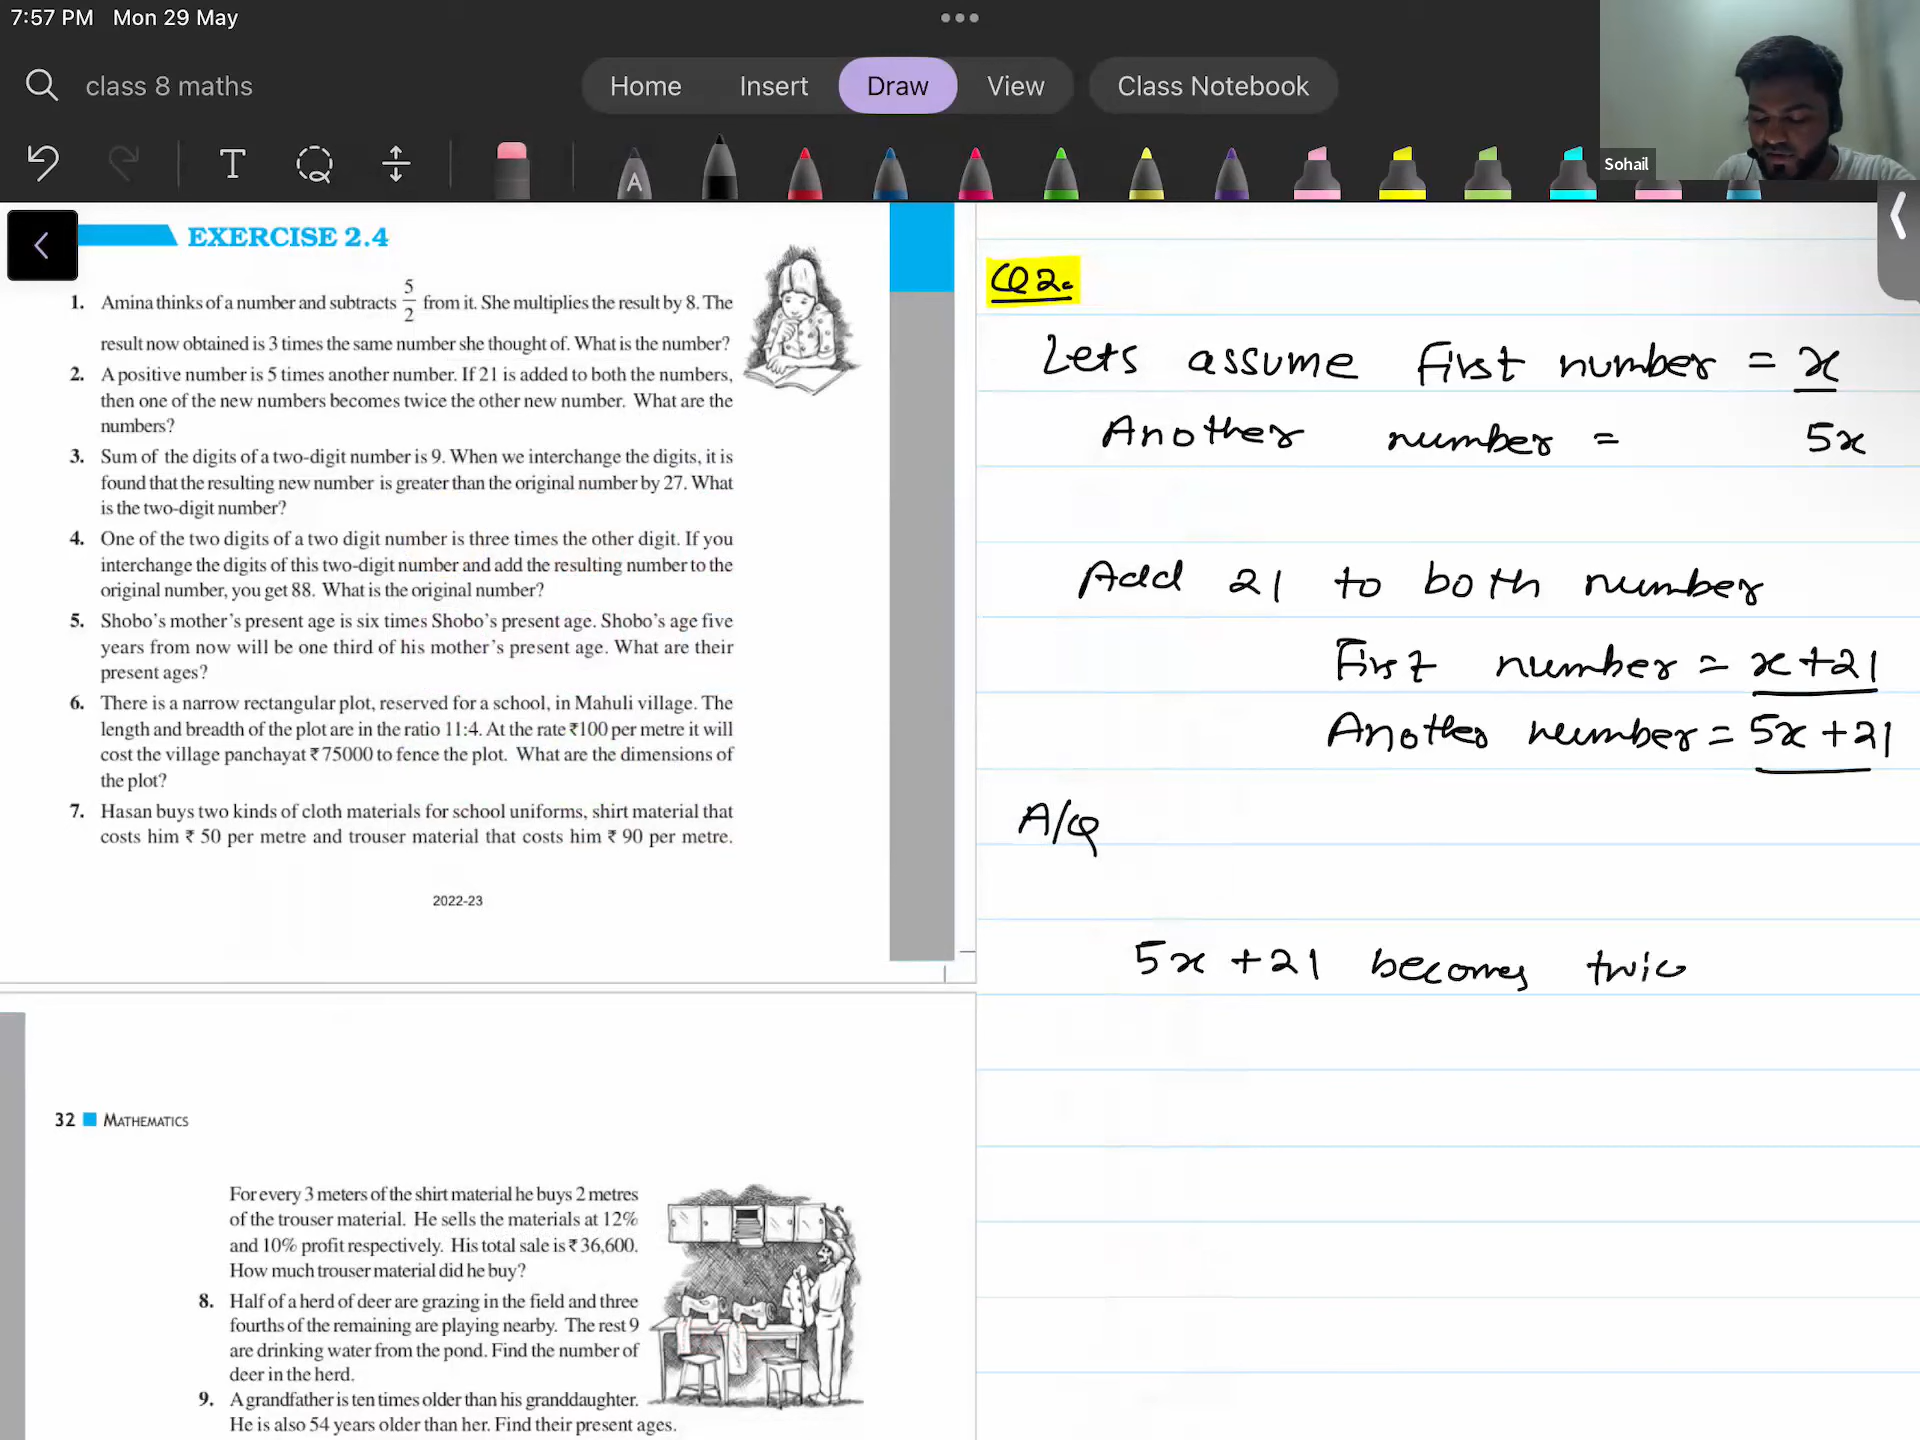 7:57 PM Mon 29 May
class 8 maths
Home Insert Draw View Class Notebook
T
A
Sohail
EXERCISE 2.4
1. Amina thinks of a number and subtracts 5/2 from it. She multiplies the result by 8. The
result now obtained is 3 times the same number she thought of. What is the number?
2. A positive number is 5 times another number. If 21 is added to both the numbers,
then one of the new numbers becomes twice the other new number. What are the
numbers?
3. Sum of the digits of a two-digit number is 9. When we interchange the digits, it is
found that the resulting new number is greater than the original number by 27. What
is the two-digit number?
4. One of the two digits of a two digit number is three times the other digit. If you
interchange the digits of this two-digit number and add the resulting number to the
original number, you get 88. What is the original number?
5. Shobo's mother's present age is six times Shobo's present age. Shobo's age five
years from now will be one third of his mother's present age. What are their
present ages?
6. There is a narrow rectangular plot, reserved for a school, in Mahuli village. The
length and breadth of the plot are in the ratio 11:4. At the rate ₹100 per metre it will
cost the village panchayat ₹75000 to fence the plot. What are the dimensions of
the plot?
7. Hasan buys two kinds of cloth materials for school uniforms, shirt material that
costs him ₹ 50 per metre and trouser material that costs him ₹ 90 per metre.
2022-23
32 MATHEMATICS
For every 3 meters of the shirt material he buys 2 metres
of the trouser material. He sells the materials at 12%
and 10% profit respectively. His total sale is ₹36,600.
How much trouser material did he buy?
8. Half of a herd of deer are grazing in the field and three
fourths of the remaining are playing nearby. The rest 9
are drinking water from the pond. Find the number of
deer in the herd.
9. A grandfather is ten times older than his granddaughter.
He is also 54 years older than her. Find their present ages.
Q2.
Lets assume First number = x
Another number = 5x
Add 21 to both number
First number = x+21
Another number = 5x+21
A/Q
5x+21 becomes twic